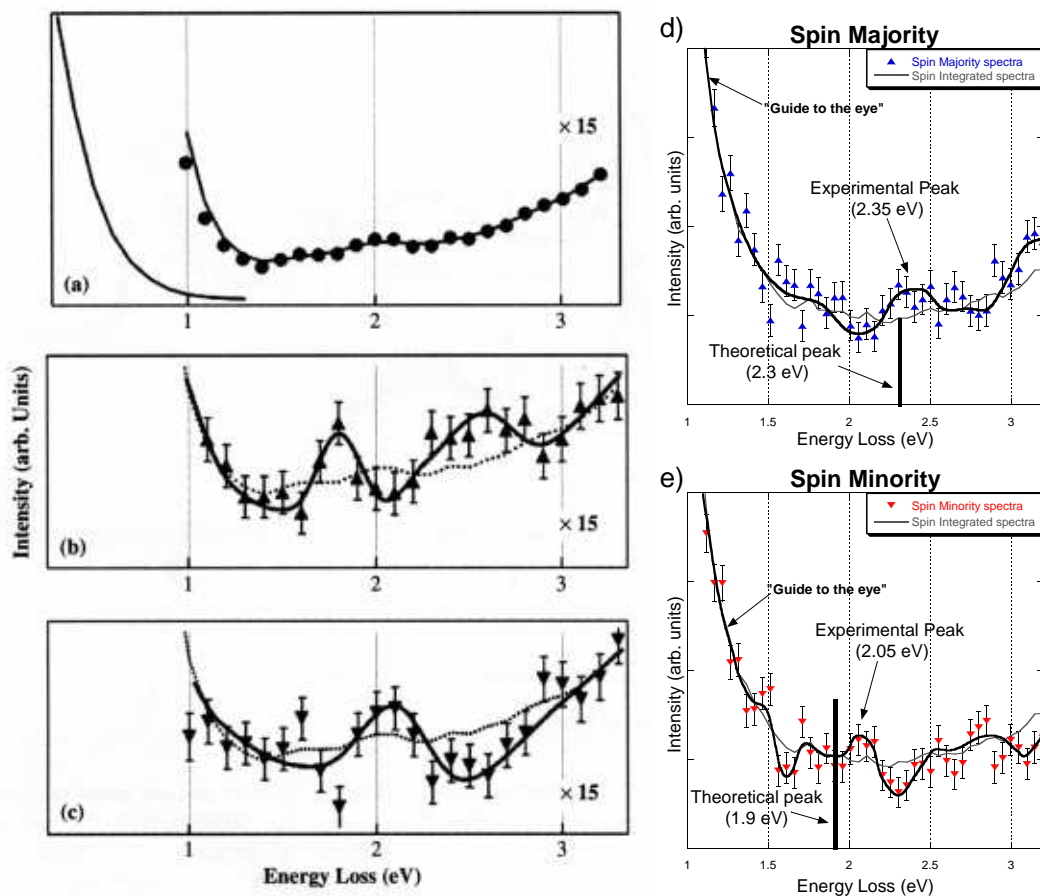 (a)
× 15
1
2
3
(b)
× 15
1
2
3
(c)
× 15
1
2
3
Intensity (arb. Units)
Energy Loss (eV)
d)
Spin Majority
Spin Majority spectra
Spin Integrated spectra
"Guide to the eye"
Experimental Peak
(2.35 eV)
Theoretical peak
(2.3 eV)
Intensity (arb. units)
1
1.5
2
2.5
3
Energy Loss (eV)
e)
Spin Minority
Spin Minority spectra
Spin Integrated spectra
"Guide to the eye"
Experimental Peak
(2.05 eV)
Theoretical peak
(1.9 eV)
Intensity (arb. units)
1
1.5
2
2.5
3
Energy Loss (eV)